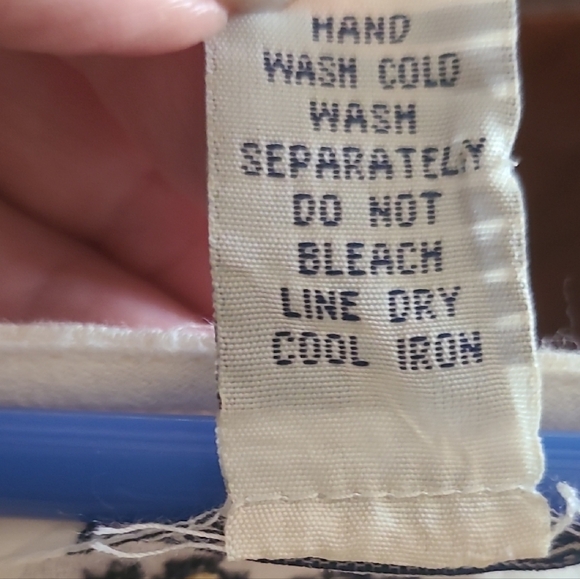 HAND
WASH COLD
WASH
SEPARATELY
DO NOT
BLEACH
LINE DRY
COOL IRON